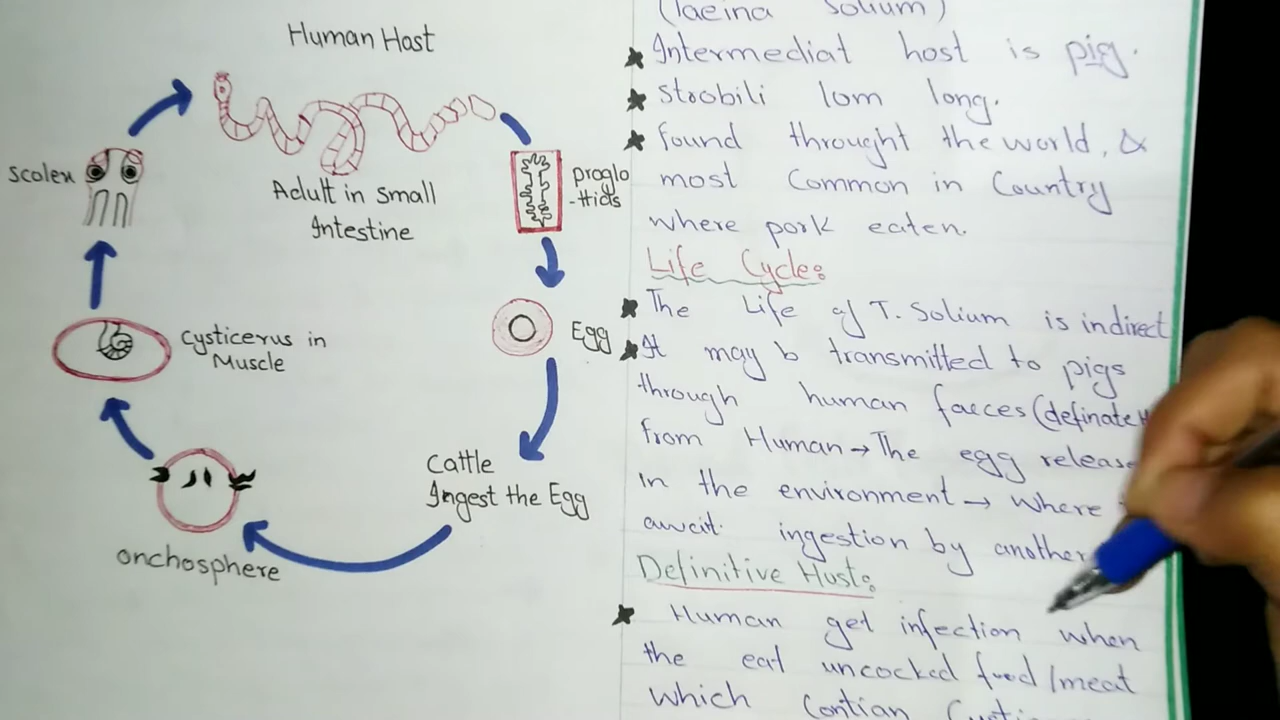 Human Host
scolex
Adult in small
Intestine
proglo
-ttids
Egg
Cysticerus in
Muscle
Cattle
Ingest the Egg
onchosphere
(Taeina Solium)
Intermediat host is pig.
Strobili 10m long.
found throught the world, &
most Common in Country
where pork eaten.
Life Cycle:
The Life of T. Solium is indirect
It may b transmitted to pigs
through human faeces (definate
from Human → The egg release
in the environment → where
await ingestion by another
Definitive Host:
Human get infection when
the eat uncocked food/meat
which Contian